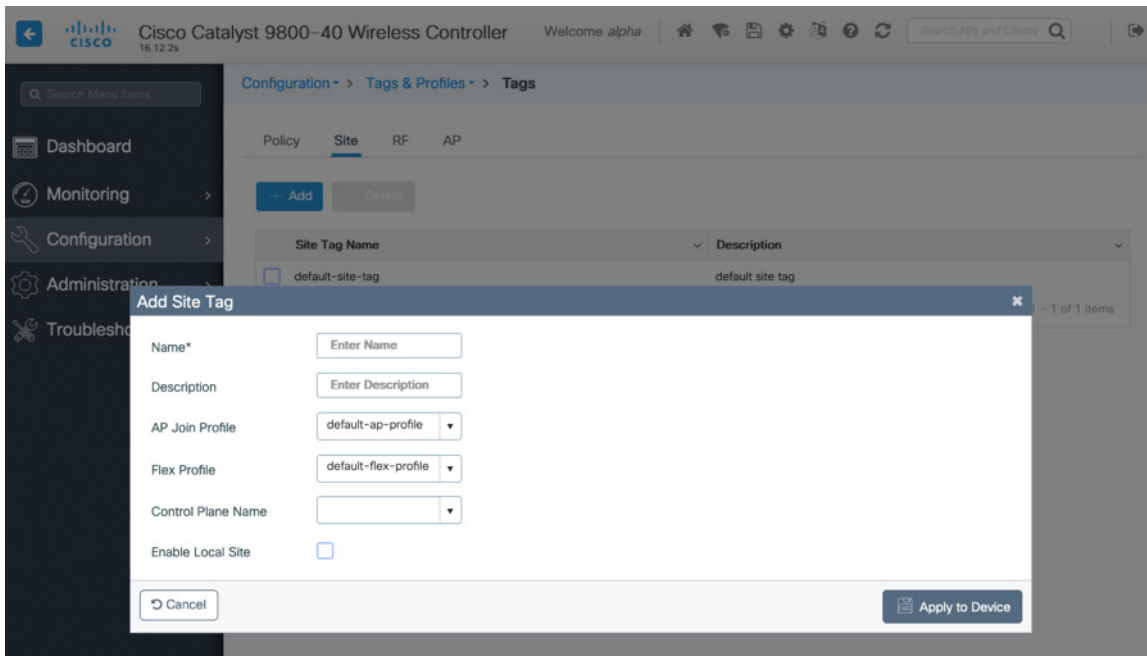 CISCO
Cisco Catalyst 9800-40 Wireless Controller
16.12.2s
Welcome alpha
Search APs and Clients
Search Menu Items
Dashboard
Monitoring
Configuration
Administration
Configuration > Tags & Profiles > Tags
Policy Site RF AP
+ Add × Delete
Site Tag Name Description
default-site-tag default site tag
- 1 of 1 items
Add Site Tag
Name* Enter Name
Description Enter Description
AP Join Profile default-ap-profile
Flex Profile default-flex-profile
Control Plane Name
Enable Local Site
Cancel Apply to Device